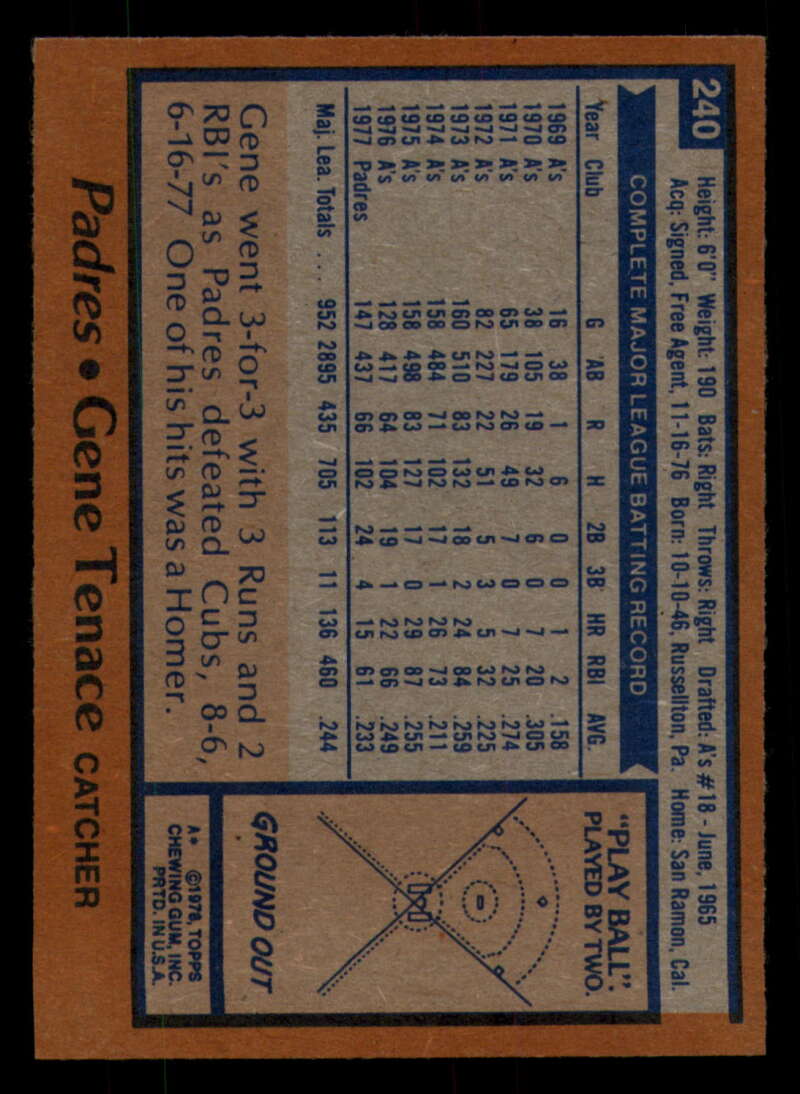 240
Height: 6'0" Weight: 190 Bats: Right Throws: Right Drafted: A's #18 - June, 1965
Acq: Signed, Free Agent, 11-16-76 Born: 10-10-46, Russellton, Pa. Home: San Ramon, Cal.
COMPLETE MAJOR LEAGUE BATTING RECORD
Year Club G AB R H 2B 3B HR RBI AVG.
1969 A's 16 38 1 6 0 0 1 2 .158
1970 A's 38 105 19 32 6 0 7 20 .305
1971 A's 65 179 26 49 7 0 7 25 .274
1972 A's 82 227 22 51 5 3 5 32 .225
1973 A's 160 510 83 132 18 2 24 84 .259
1974 A's 158 484 71 102 17 1 26 73 .211
1975 A's 158 498 83 127 17 0 29 87 .255
1976 A's 128 417 64 104 19 1 22 66 .249
1977 Padres 147 437 66 102 24 4 15 61 .233
Maj. Lea. Totals .... 952 2895 435 705 113 11 136 460 .244
Gene went 3-for-3 with 3 Runs and 2
RBI's as Padres defeated Cubs, 8-6,
6-16-77 One of his hits was a Homer.
"PLAY BALL".
PLAYED BY TWO.
GROUND OUT
A* ©1978, TOPPS
CHEWING GUM, INC.
PRTD. IN U.S.A.
Padres • Gene Tenace CATCHER